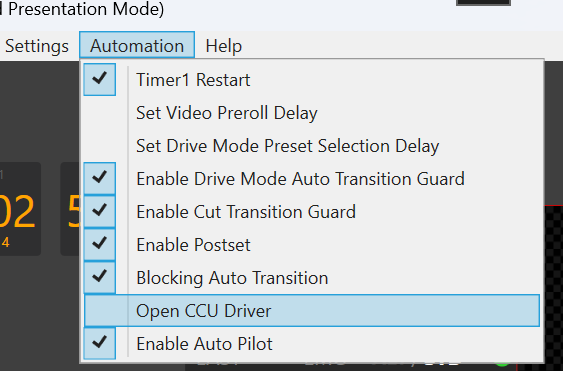 Presentation Mode)
Settings Automation Help
Timer1 Restart
Set Video Preroll Delay
Set Drive Mode Preset Selection Delay
Enable Drive Mode Auto Transition Guard
Enable Cut Transition Guard
Enable Postset
Blocking Auto Transition
Open CCU Driver
Enable Auto Pilot
02
5
4